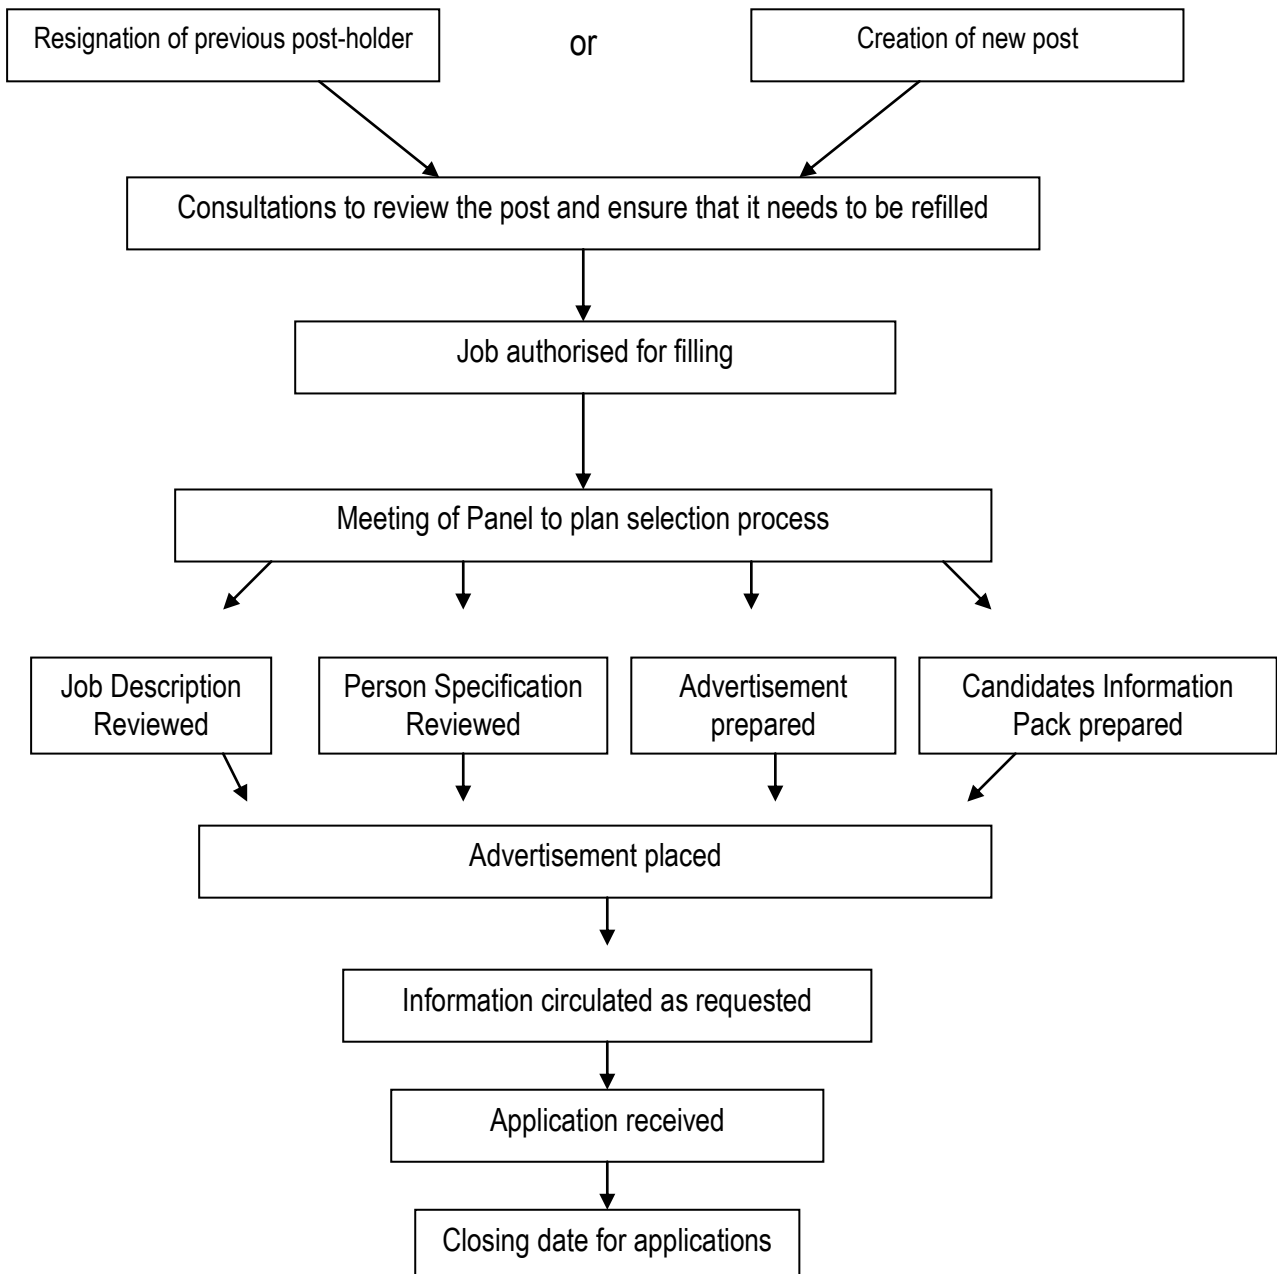 Resignation of previous post-holder
or
Creation of new post
Consultations to review the post and ensure that it needs to be refilled
Job authorised for filling
Meeting of Panel to plan selection process
Job Description
Reviewed
Person Specification
Reviewed
Advertisement
prepared
Candidates Information
Pack prepared
Advertisement placed
Information circulated as requested
Application received
Closing date for applications